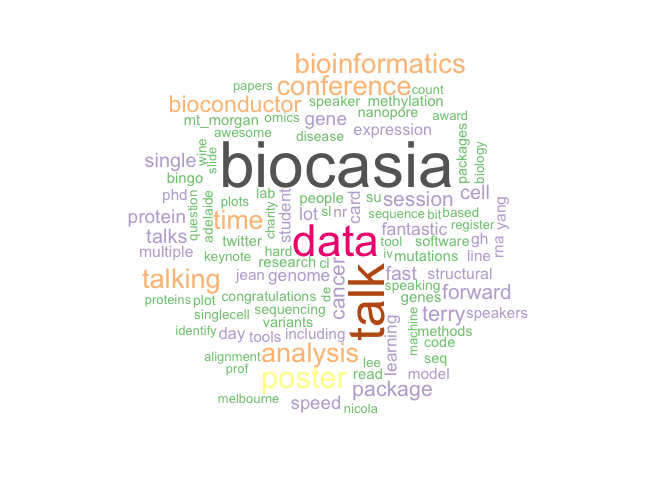 bioinformatics
papers
conference
count
bioconductor
speaker
methylation
mt_morgan
omics
gene
nanopore
award
awesome
expression
disease
packages
biology
wine
slide
single
biocasia
bingo
phd
plots
lab
people
card
su
session
cell
question
adelaide
charity
student
lot
sl
nr
sequence
bit
based
protein
time
fantastic
register
rna
yang
talks
twitter
data
tool
software
gh
multiple
keynote
hard
iv
mutations
line
research
cl
jean
genome
cancer
talk
fast
structural
talking
speaking
proteins
plot
congratulations
de
genes
forward
singlecell
sequencing
terry
speakers
variants
identify
day
tools
including
learning
machine
methods
code
alignment
analysis
lee
seq
prof
poster
read
model
package
melbourne
speed
nicola